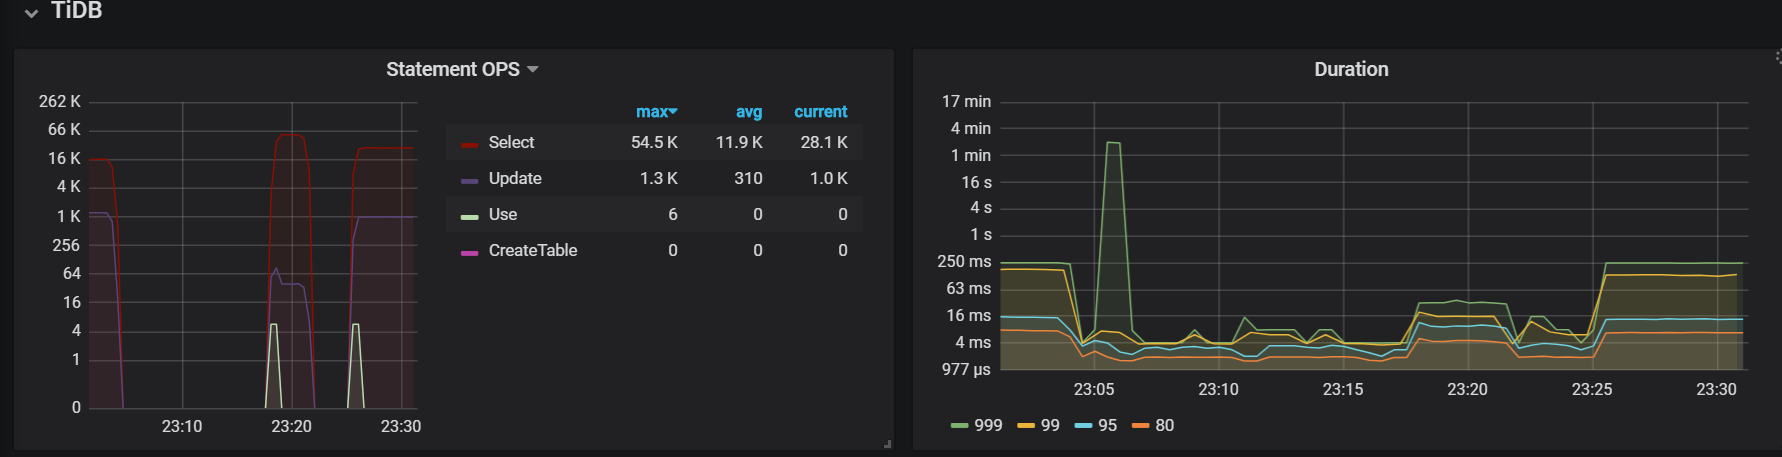 TiDB
Statement OPS
262 K
66 K
16 K
4 K
1 K
256
64
16
4
1
0
23:10 23:20 23:30
max avg current
Select 54.5 K 11.9 K 28.1 K
Update 1.3 K 310 1.0 K
Use 6 0 0
CreateTable 0 0 0
Duration
17 min
4 min
1 min
16 s
4 s
1 s
250 ms
63 ms
16 ms
4 ms
977 µs
23:05 23:10 23:15 23:20 23:25 23:30
999 99 95 80